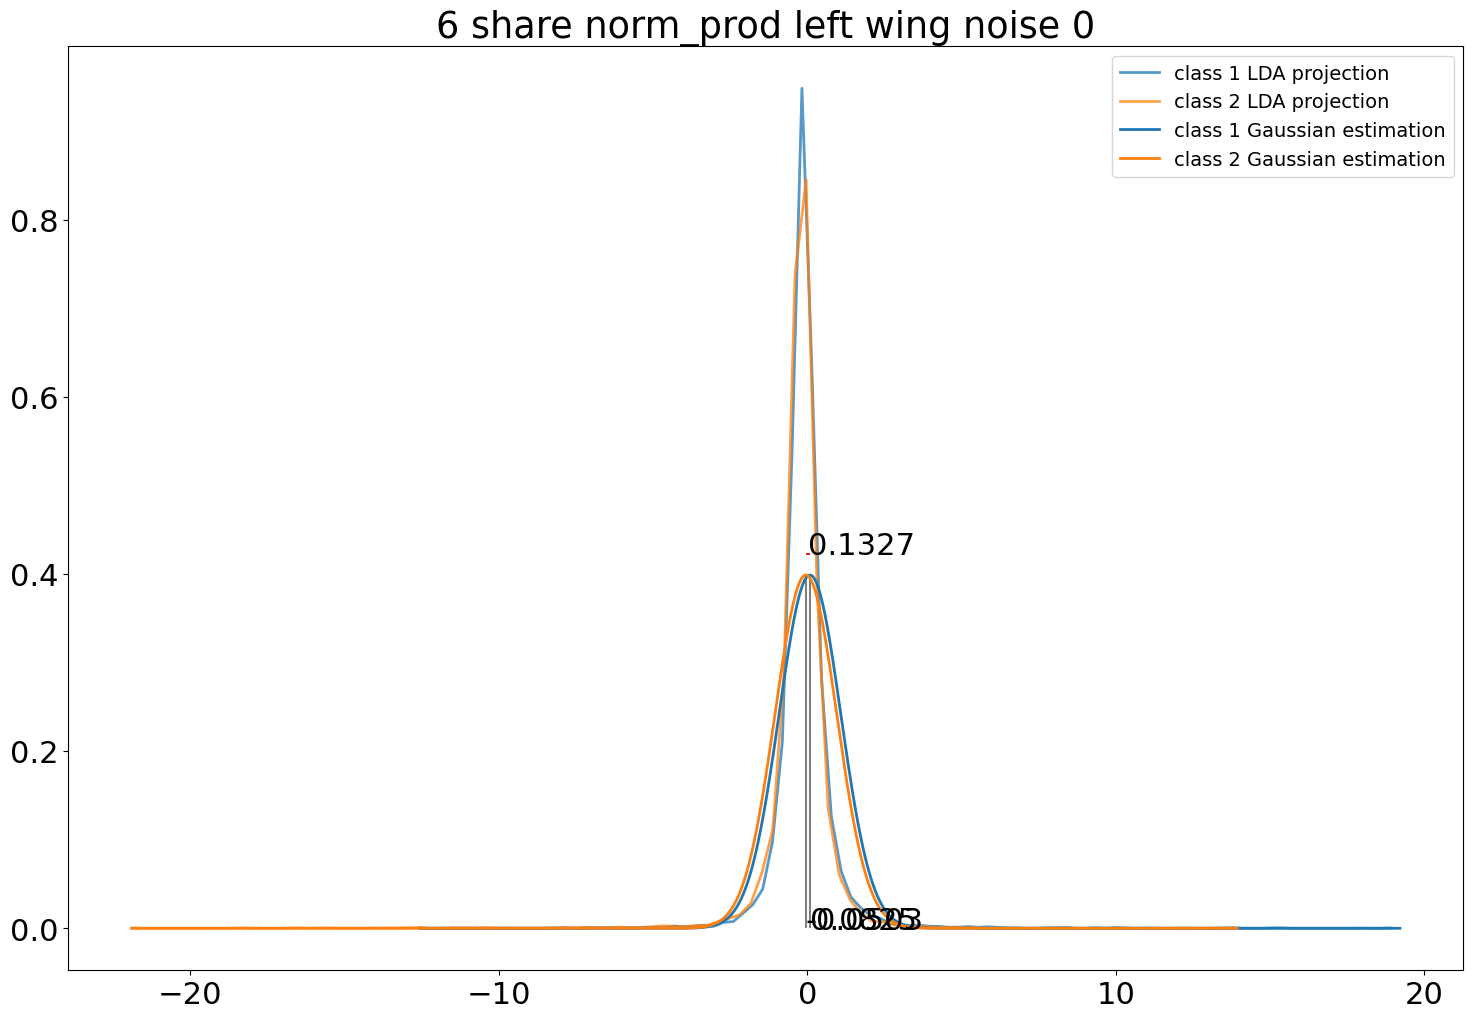 6 share norm_prod left wing noise 0
class 1 LDA projection
class 2 LDA projection
class 1 Gaussian estimation
class 2 Gaussian estimation
0.8
0.6
0.1327
0.4
0.2
0.0
−20
−10
0
10
20